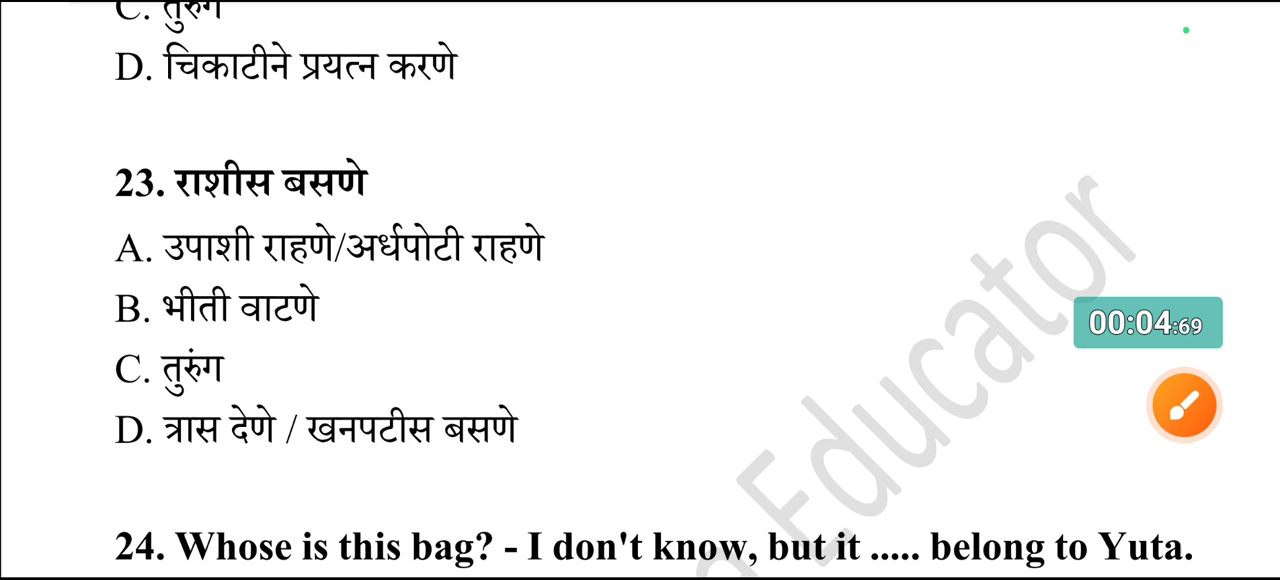 C. तुरुंग
D. चिकाटीने प्रयत्न करणे
23. राशीस बसणे
A. उपाशी राहणे/अर्धपोटी राहणे
B. भीती वाटणे
C. तुरुंग
D. त्रास देणे / खनपटीस बसणे
24. Whose is this bag? - I don't know, but it ..... belong to Yuta.
Educator
00:04:69